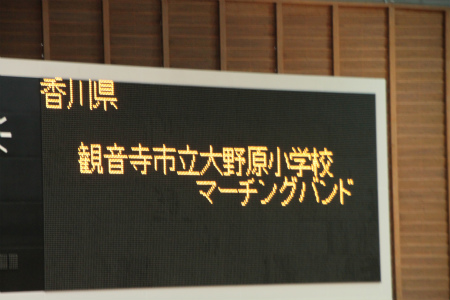 香川県
観音寺市立大野原小学校
マーチングバンド